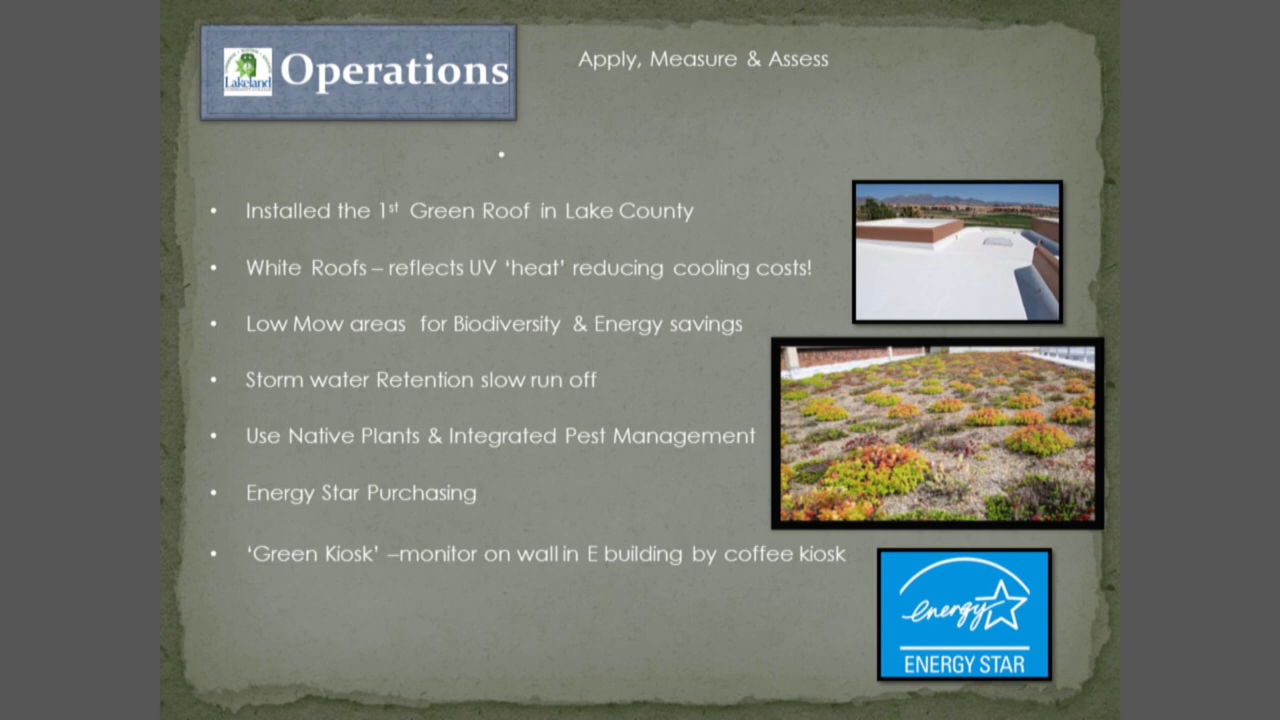 Lakeland
Operations
Apply, Measure & Assess
•
• Installed the 1st Green Roof in Lake County
• White Roofs – reflects UV ‘heat’ reducing cooling costs!
• Low Mow areas for Biodiversity & Energy savings
• Storm water Retention slow run off
• Use Native Plants & Integrated Pest Management
• Energy Star Purchasing
• ‘Green Kiosk’ –monitor on wall in E building by coffee kiosk
energy
ENERGY STAR